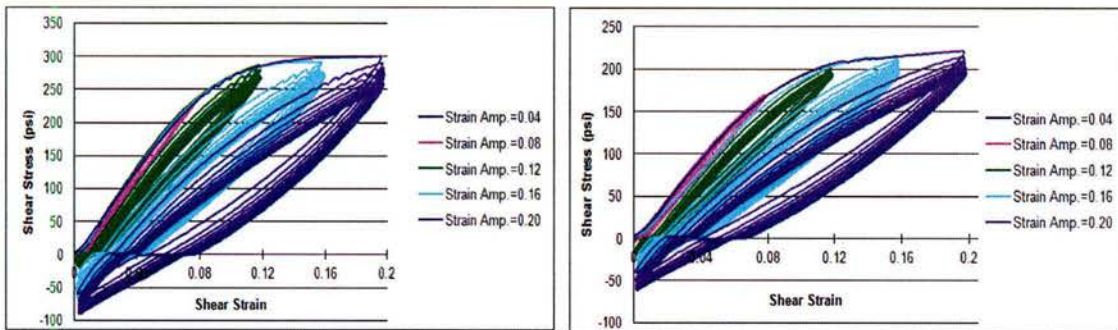 350
300
250
200
150
100
50
0
-50
-100
Shear Stress (psi)
0.08
0.12
0.16
0.2
Shear Strain
Strain Amp.=0.04
Strain Amp.=0.08
Strain Amp.=0.12
Strain Amp.=0.16
Strain Amp.=0.20
250
200
150
100
50
0
-50
-100
Shear Stress (psi)
0.04
0.08
0.12
0.16
0.2
Shear Strain
Strain Amp.=0.04
Strain Amp.=0.08
Strain Amp.=0.12
Strain Amp.=0.16
Strain Amp.=0.20